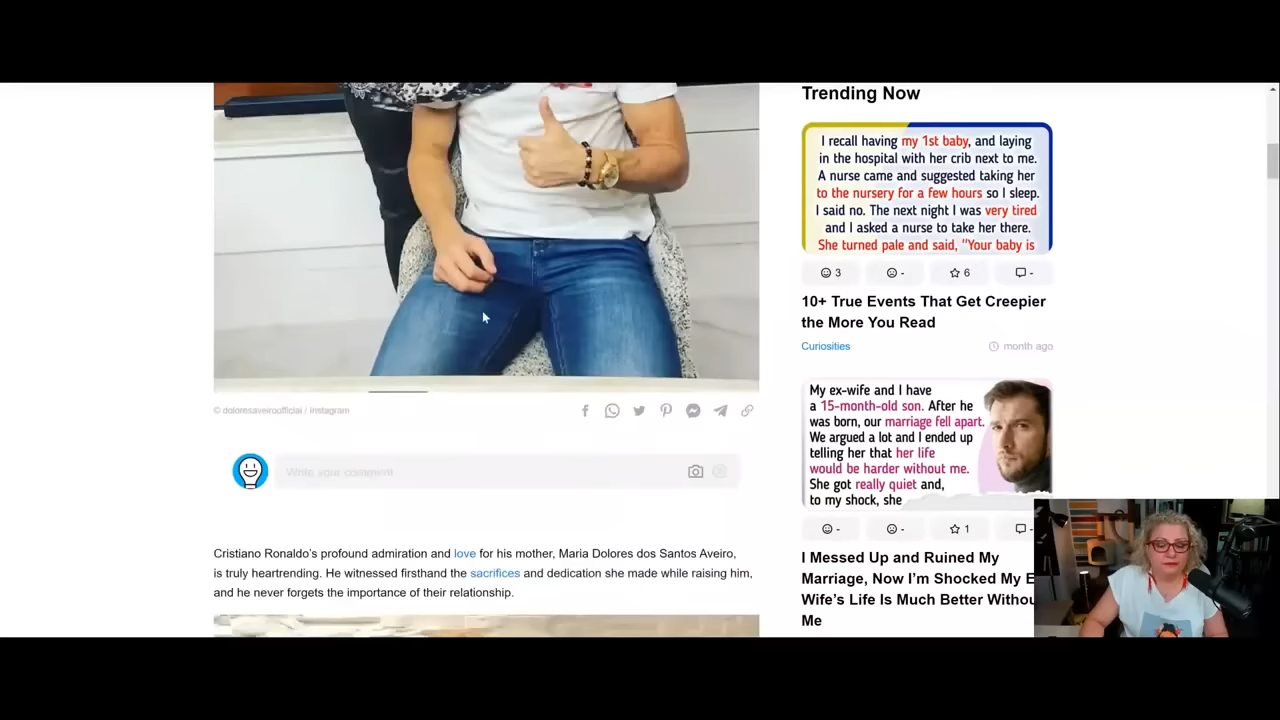 Trending Now
I recall having my 1st baby, and laying
in the hospital with her crib next to me.
A nurse came and suggested taking her
to the nursery for a few hours so I sleep.
I said no. The next night I was very tired
and I asked a nurse to take her there.
She turned pale and said, "Your baby is
3
-
6
-
10+ True Events That Get Creepier
the More You Read
Curiosities
month ago
My ex-wife and I have
a 15-month-old son. After he
was born, our marriage fell apart.
We argued a lot and I ended up
telling her that her life
would be harder without me.
She got really quiet and,
to my shock, she
-
-
1
I Messed Up and Ruined My
Marriage, Now I'm Shocked My E
Wife's Life Is Much Better Withou
Me
© doloresaveiroofficial / Instagram
Write your comment
Cristiano Ronaldo's profound admiration and love for his mother, Maria Dolores dos Santos Aveiro,
is truly heartrending. He witnessed firsthand the sacrifices and dedication she made while raising him,
and he never forgets the importance of their relationship.